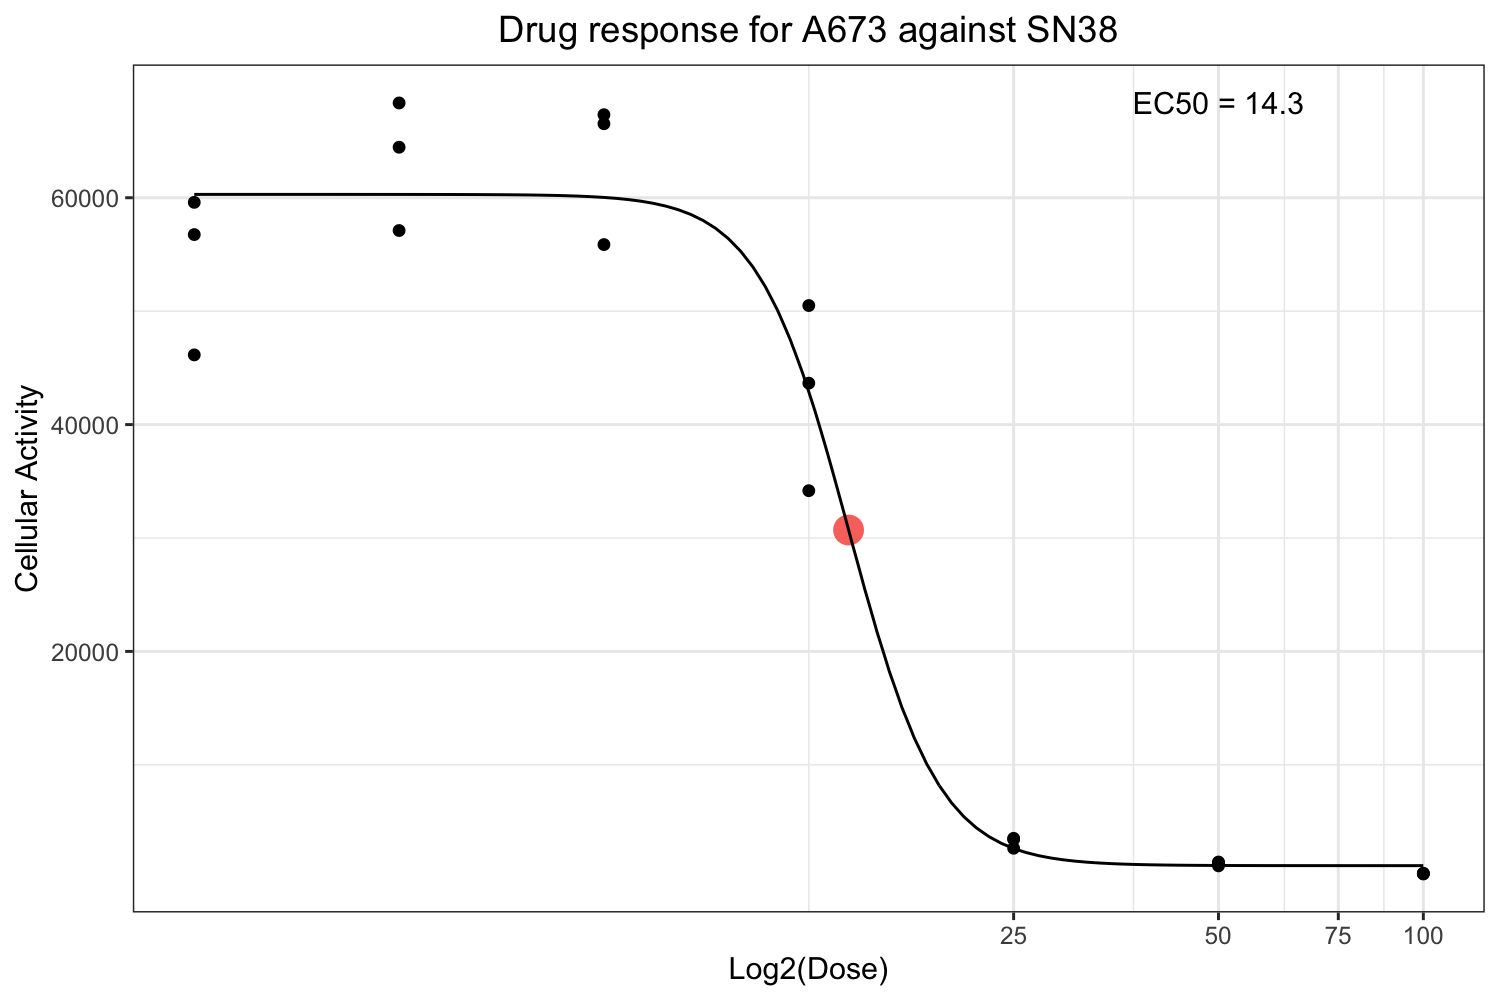 Drug response for A673 against SN38
EC50 = 14.3
60000
40000
20000
Cellular Activity
25 50 75 100
Log2(Dose)